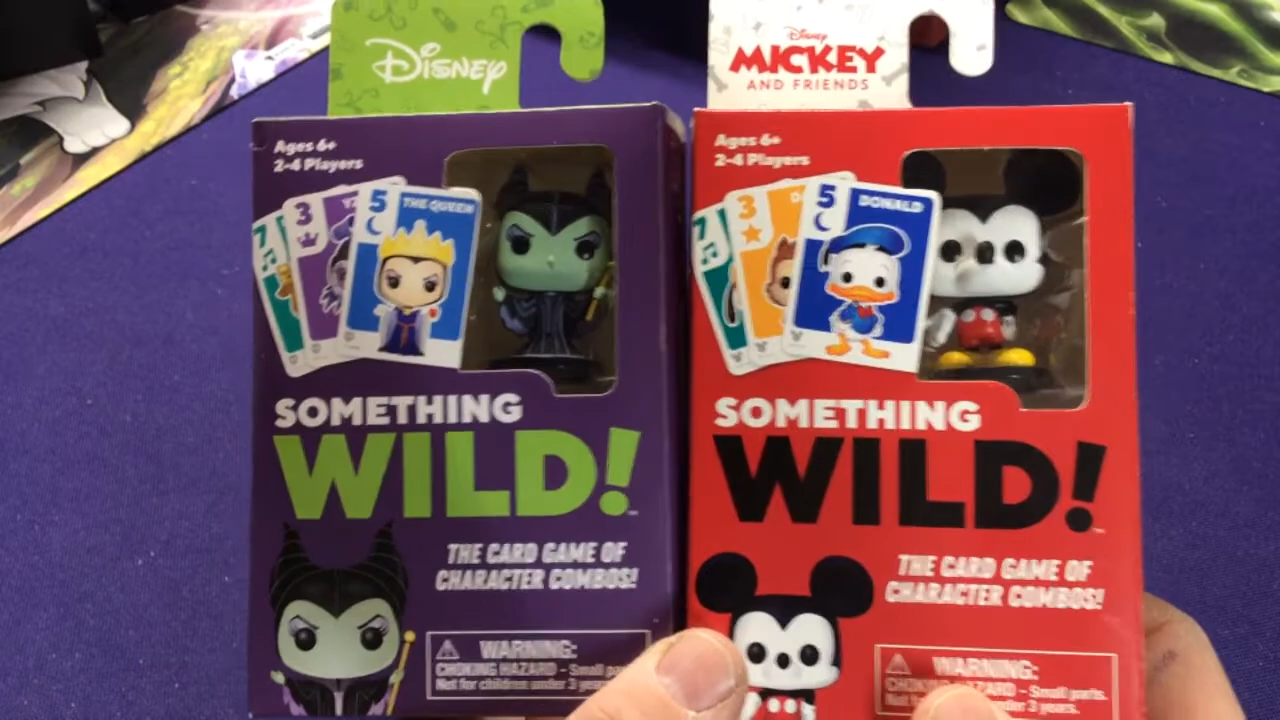 Disney
Ages 6+
2-4 Players
7
3
5 THE QUEEN
SOMETHING
WILD!
THE CARD GAME OF
CHARACTER COMBOS!
WARNING:
CHOKING HAZARD - Small
Not for children under 3
Disney
MICKEY
AND FRIENDS
Ages 6+
2-4 Players
7
3
5 DONALD
SOMETHING
WILD!
THE CARD GAME OF
CHARACTER COMBOS!
WARNING:
CHOKING HAZARD - Small parts.
under 3 years.